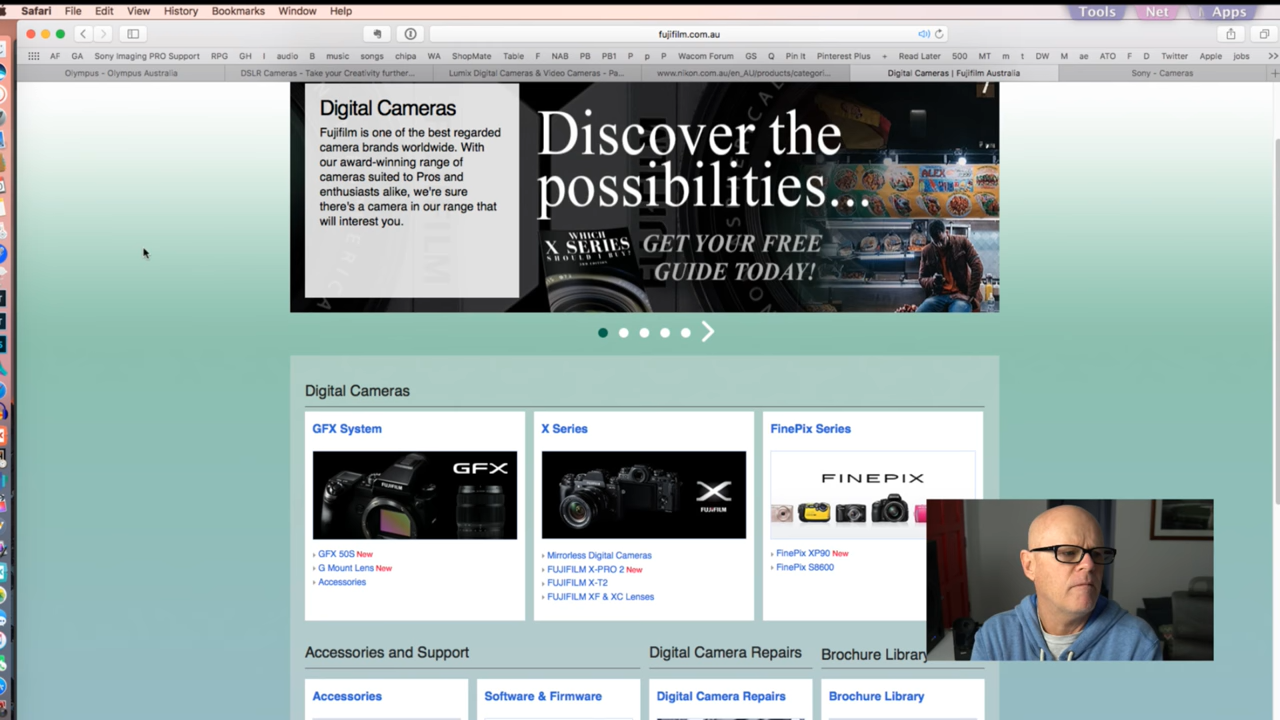 Safari File Edit View History Bookmarks Window Help
Tools Net Apps
fujifilm.com.au
AF GA Sony Imaging PRO Support RPG GH I audio B music songs chipa WA ShopMate Table F NAB PB PB1 P p P Wacom Forum GS Q Pin It Pinterest Plus + Read Later 500 MT m t DW M ae ATO F D Twitter Apple jobs >>
Olympus - Olympus Australia DSLR Cameras - Take your Creativity further... Lumix Digital Cameras & Video Cameras - Pa... www.nikon.com.au/en_AU/products/categori... Digital Cameras | Fujifilm Australia Sony - Cameras
Digital Cameras
Fujifilm is one of the best regarded
camera brands worldwide. With
our award-winning range of
cameras suited to Pros and
enthusiasts alike, we're sure
there's a camera in our range that
will interest you.
Discover the
possibilities...
WHICH
X SERIES
SHOULD I BUY?
GET YOUR FREE
GUIDE TODAY!
ALEX
Digital Cameras
GFX System
GFX
FUJIFILM
GFX 50S New
G Mount Lens New
Accessories
X Series
X
FUJIFILM
Mirrorless Digital Cameras
FUJIFILM X-PRO 2 New
FUJIFILM X-T2
FUJIFILM XF & XC Lenses
FinePix Series
FINEPIX
FinePix XP90 New
FinePix S8600
Accessories and Support
Digital Camera Repairs
Brochure Library
Accessories
Software & Firmware
Digital Camera Repairs
Brochure Library